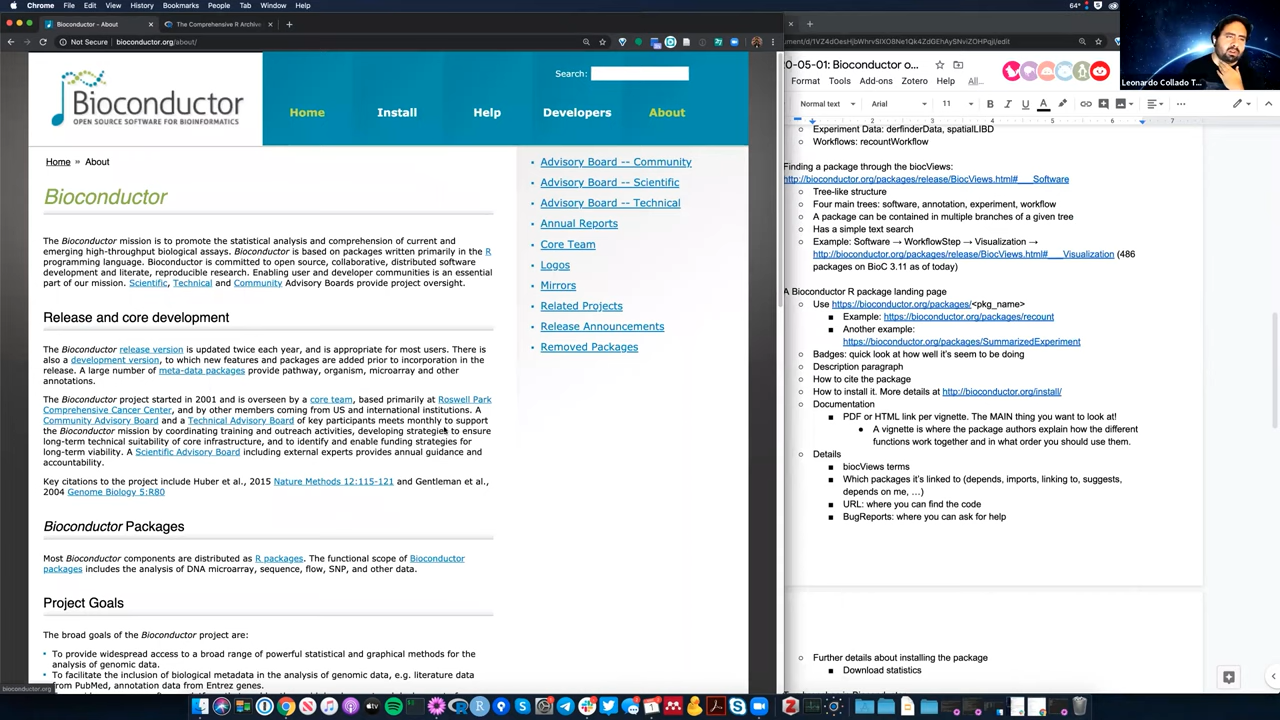 Chrome File Edit View History Bookmarks People Tab Window Help
64°
Bioconductor - About
The Comprehensive R Archiv
Not Secure | bioconductor.org/about/
Bioconductor
OPEN SOURCE SOFTWARE FOR BIOINFORMATICS
Search:
Home Install Help Developers About
Home » About
Bioconductor
The Bioconductor mission is to promote the statistical analysis and comprehension of current and
emerging high-throughput biological assays. Bioconductor is based on packages written primarily in the R
programming language. Bioconductor is committed to open source, collaborative, distributed software
development and literate, reproducible research. Enabling user and developer communities is an essential
part of our mission. Scientific, Technical and Community Advisory Boards provide project oversight.
Release and core development
The Bioconductor release version is updated twice each year, and is appropriate for most users. There is
also a development version, to which new features and packages are added prior to incorporation in the
release. A large number of meta-data packages provide pathway, organism, microarray and other
annotations.
The Bioconductor project started in 2001 and is overseen by a core team, based primarily at Roswell Park
Comprehensive Cancer Center, and by other members coming from US and international institutions. A
Community Advisory Board and a Technical Advisory Board of key participants meets monthly to support
the Bioconductor mission by coordinating training and outreach activities, developing strategies to ensure
long-term technical suitability of core infrastructure, and to identify and enable funding strategies for
long-term viability. A Scientific Advisory Board including external experts provides annual guidance and
accountability.
Key citations to the project include Huber et al., 2015 Nature Methods 12:115-121 and Gentleman et al.,
2004 Genome Biology 5:R80
Bioconductor Packages
Most Bioconductor components are distributed as R packages. The functional scope of Bioconductor
packages includes the analysis of DNA microarray, sequence, flow, SNP, and other data.
Project Goals
The broad goals of the Bioconductor project are:
• To provide widespread access to a broad range of powerful statistical and graphical methods for the
analysis of genomic data.
• To facilitate the inclusion of biological metadata in the analysis of genomic data, e.g. literature data
from PubMed, annotation data from Entrez genes.
bioconductor.org
• Advisory Board -- Community
• Advisory Board -- Scientific
• Advisory Board -- Technical
• Annual Reports
• Core Team
• Logos
• Mirrors
• Related Projects
• Release Announcements
• Removed Packages
0-05-01: Bioconductor o...
Format Tools Add-ons Zotero Help All...
Normal text Arial 11
2 3 4 5 6 7
Leonardo Collado T...
Experiment Data: derfinderData, spatialLIBD
Workflows: recountWorkflow
Finding a package through the biocViews:
http://bioconductor.org/packages/release/BiocViews.html#___Software
Tree-like structure
Four main trees: software, annotation, experiment, workflow
A package can be contained in multiple branches of a given tree
Has a simple text search
Example: Software → WorkflowStep → Visualization →
http://bioconductor.org/packages/release/BiocViews.html#___Visualization (486
packages on BioC 3.11 as of today)
A Bioconductor R package landing page
Use https://bioconductor.org/packages/<pkg_name>
Example: https://bioconductor.org/packages/recount
Another example:
https://bioconductor.org/packages/SummarizedExperiment
Badges: quick look at how well it's seem to be doing
Description paragraph
How to cite the package
How to install it. More details at http://bioconductor.org/install/
Documentation
PDF or HTML link per vignette. The MAIN thing you want to look at!
A vignette is where the package authors explain how the different
functions work together and in what order you should use them.
Details
biocViews terms
Which packages it's linked to (depends, imports, linking to, suggests,
depends on me, ...)
URL: where you can find the code
BugReports: where you can ask for help
Further details about installing the package
Download statistics